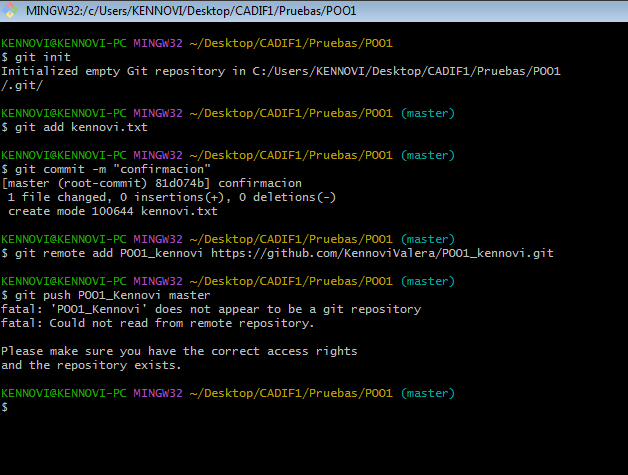 MINGW32:/c/Users/KENNOVI/Desktop/CADIF1/Pruebas/POO1
KENNOVI@KENNOVI-PC MINGW32 ~/Desktop/CADIF1/Pruebas/POO1
$ git init
Initialized empty Git repository in C:/Users/KENNOVI/Desktop/CADIF1/Pruebas/POO1
/.git/
KENNOVI@KENNOVI-PC MINGW32 ~/Desktop/CADIF1/Pruebas/POO1 (master)
$ git add kennovi.txt
KENNOVI@KENNOVI-PC MINGW32 ~/Desktop/CADIF1/Pruebas/POO1 (master)
$ git commit -m "confirmacion"
[master (root-commit) 81d074b] confirmacion
 1 file changed, 0 insertions(+), 0 deletions(-)
 create mode 100644 kennovi.txt
KENNOVI@KENNOVI-PC MINGW32 ~/Desktop/CADIF1/Pruebas/POO1 (master)
$ git remote add POO1_kennovi https://github.com/KennoviValera/POO1_kennovi.git
KENNOVI@KENNOVI-PC MINGW32 ~/Desktop/CADIF1/Pruebas/POO1 (master)
$ git push POO1_Kennovi master
fatal: 'POO1_Kennovi' does not appear to be a git repository
fatal: Could not read from remote repository.
Please make sure you have the correct access rights
and the repository exists.
KENNOVI@KENNOVI-PC MINGW32 ~/Desktop/CADIF1/Pruebas/POO1 (master)
$